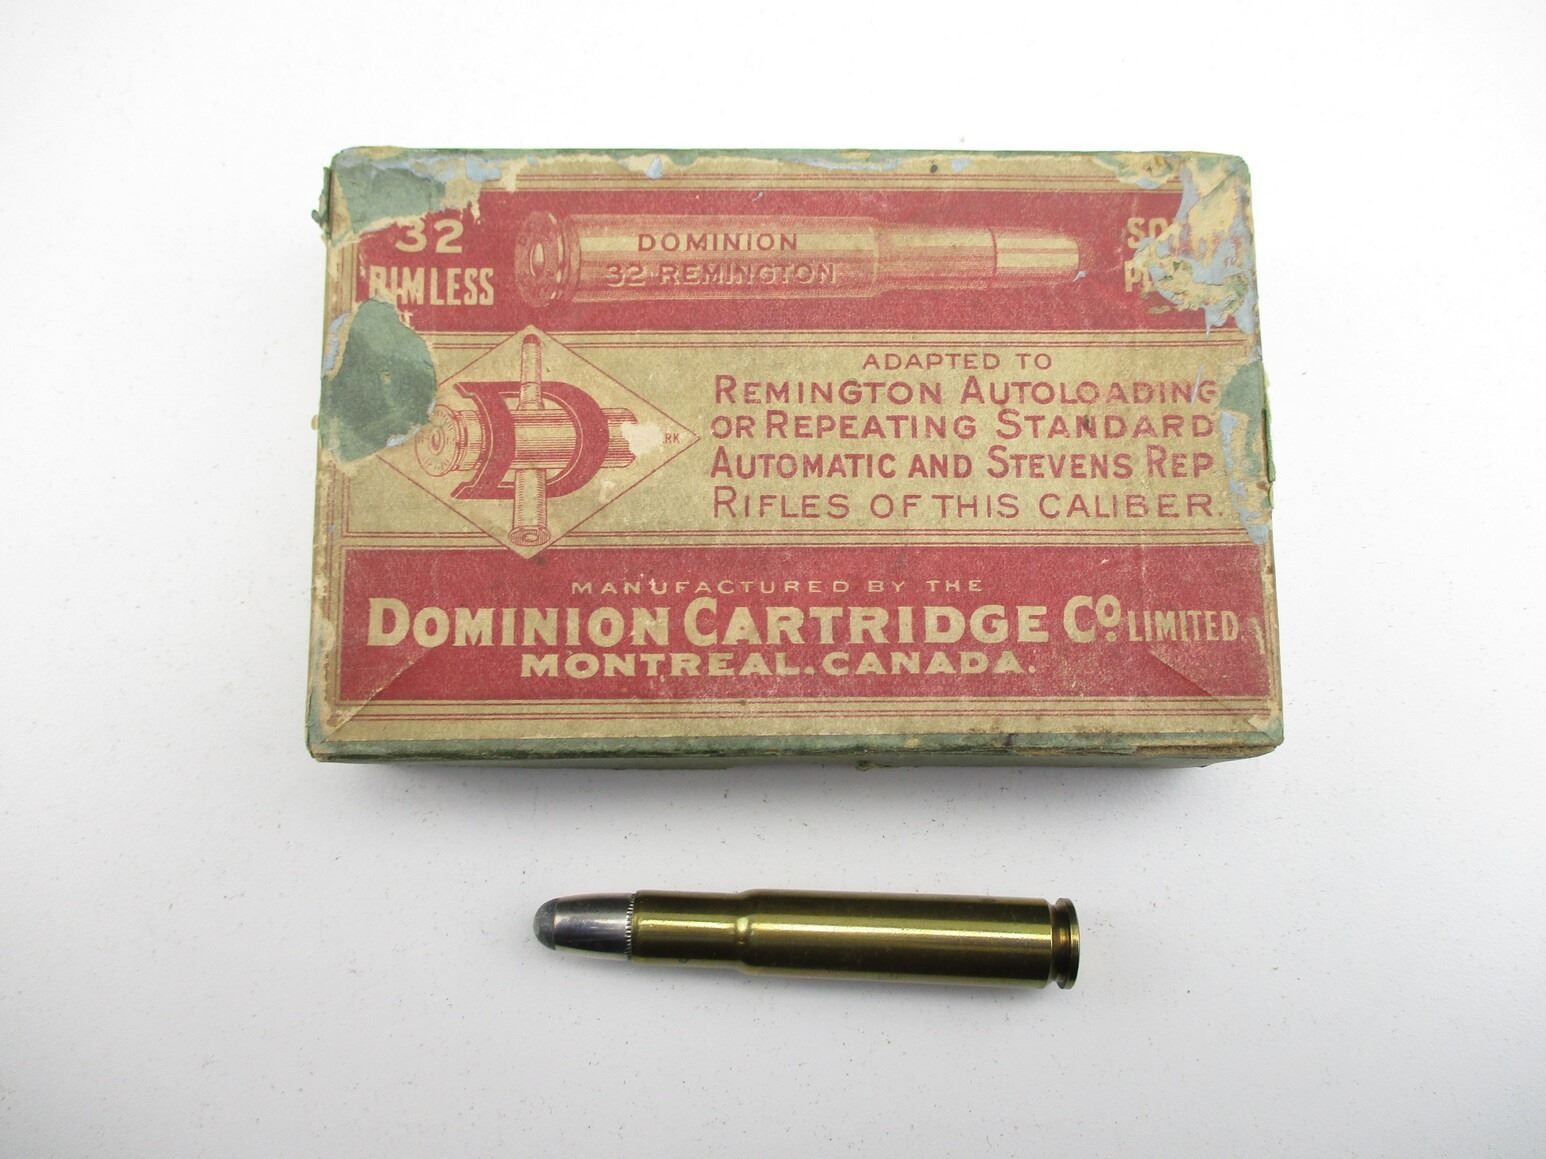 32
RIMLESS
DOMINION
32 REMINGTON
ADAPTED TO
REMINGTON AUTOLOADING
OR REPEATING STANDARD
AUTOMATIC AND STEVENS REP.
RIFLES OF THIS CALIBER.
MANUFACTURED BY THE
DOMINION CARTRIDGE CO. LIMITED.
MONTREAL. CANADA.